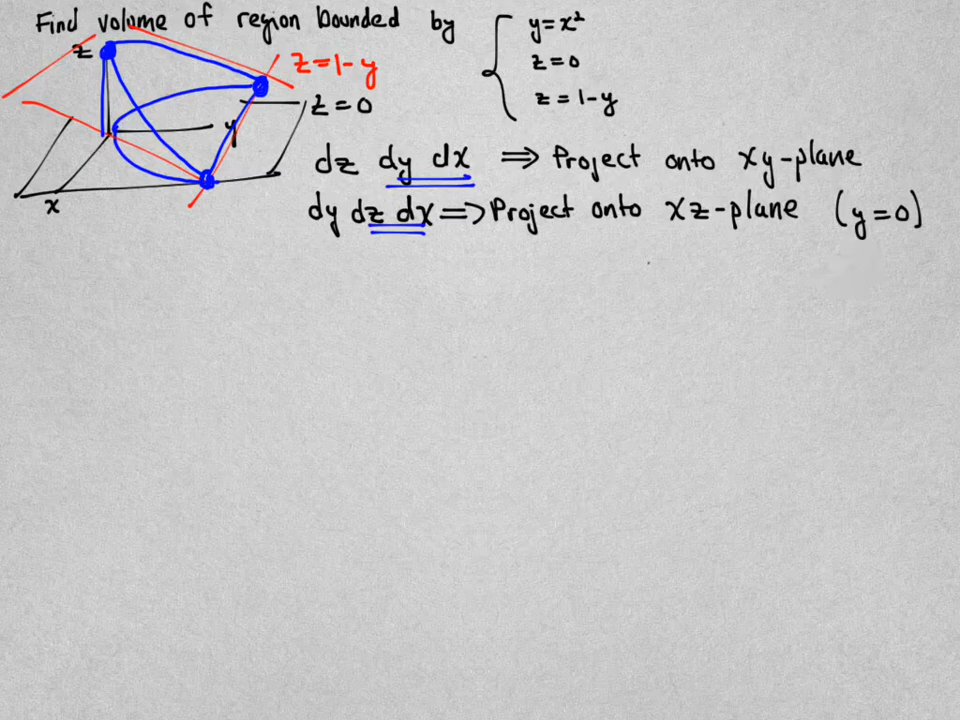 Find volume of region bounded by
y=x²
z=0
z=1-y
z
z=1-y
z=0
y
x
dz dy dx ⇒ Project onto xy-plane
dy dz dx ⇒ Project onto xz-plane (y=0)